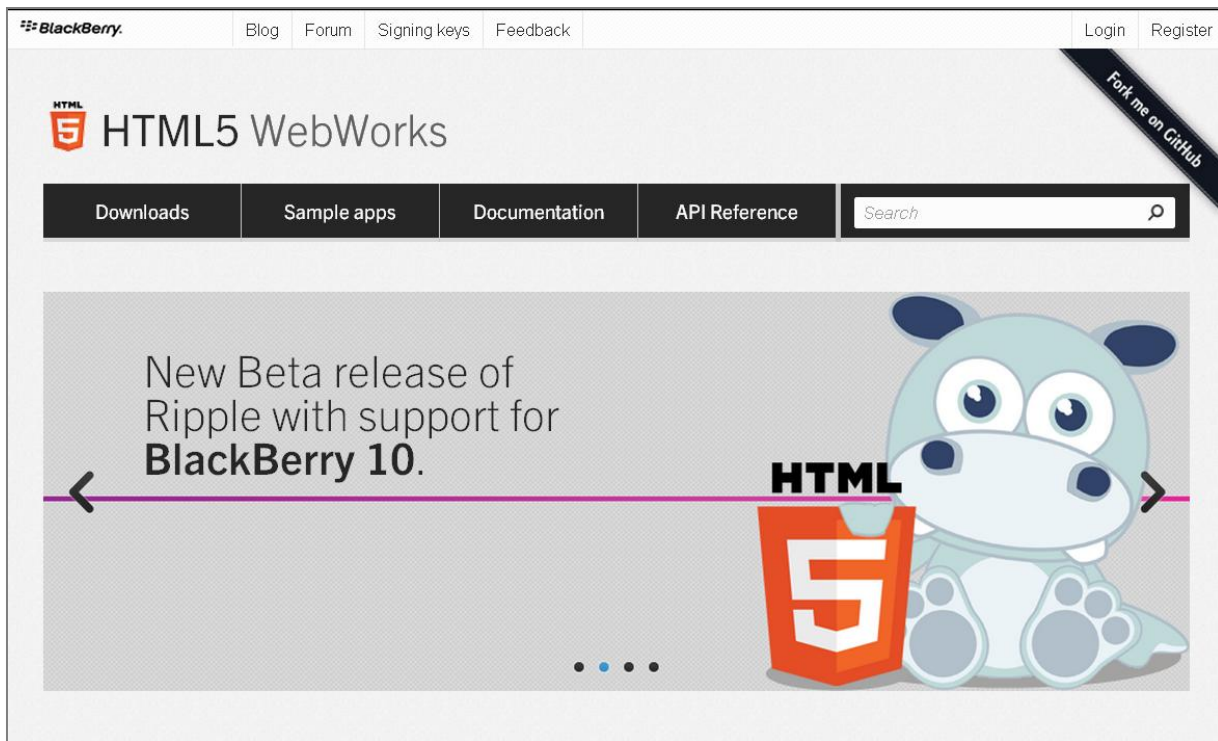 BlackBerry.
Blog Forum Signing keys Feedback
Login Register
Fork me on GitHub
HTML
5
HTML5 WebWorks
Downloads Sample apps Documentation API Reference Search
New Beta release of
Ripple with support for
BlackBerry 10.
HTML
5